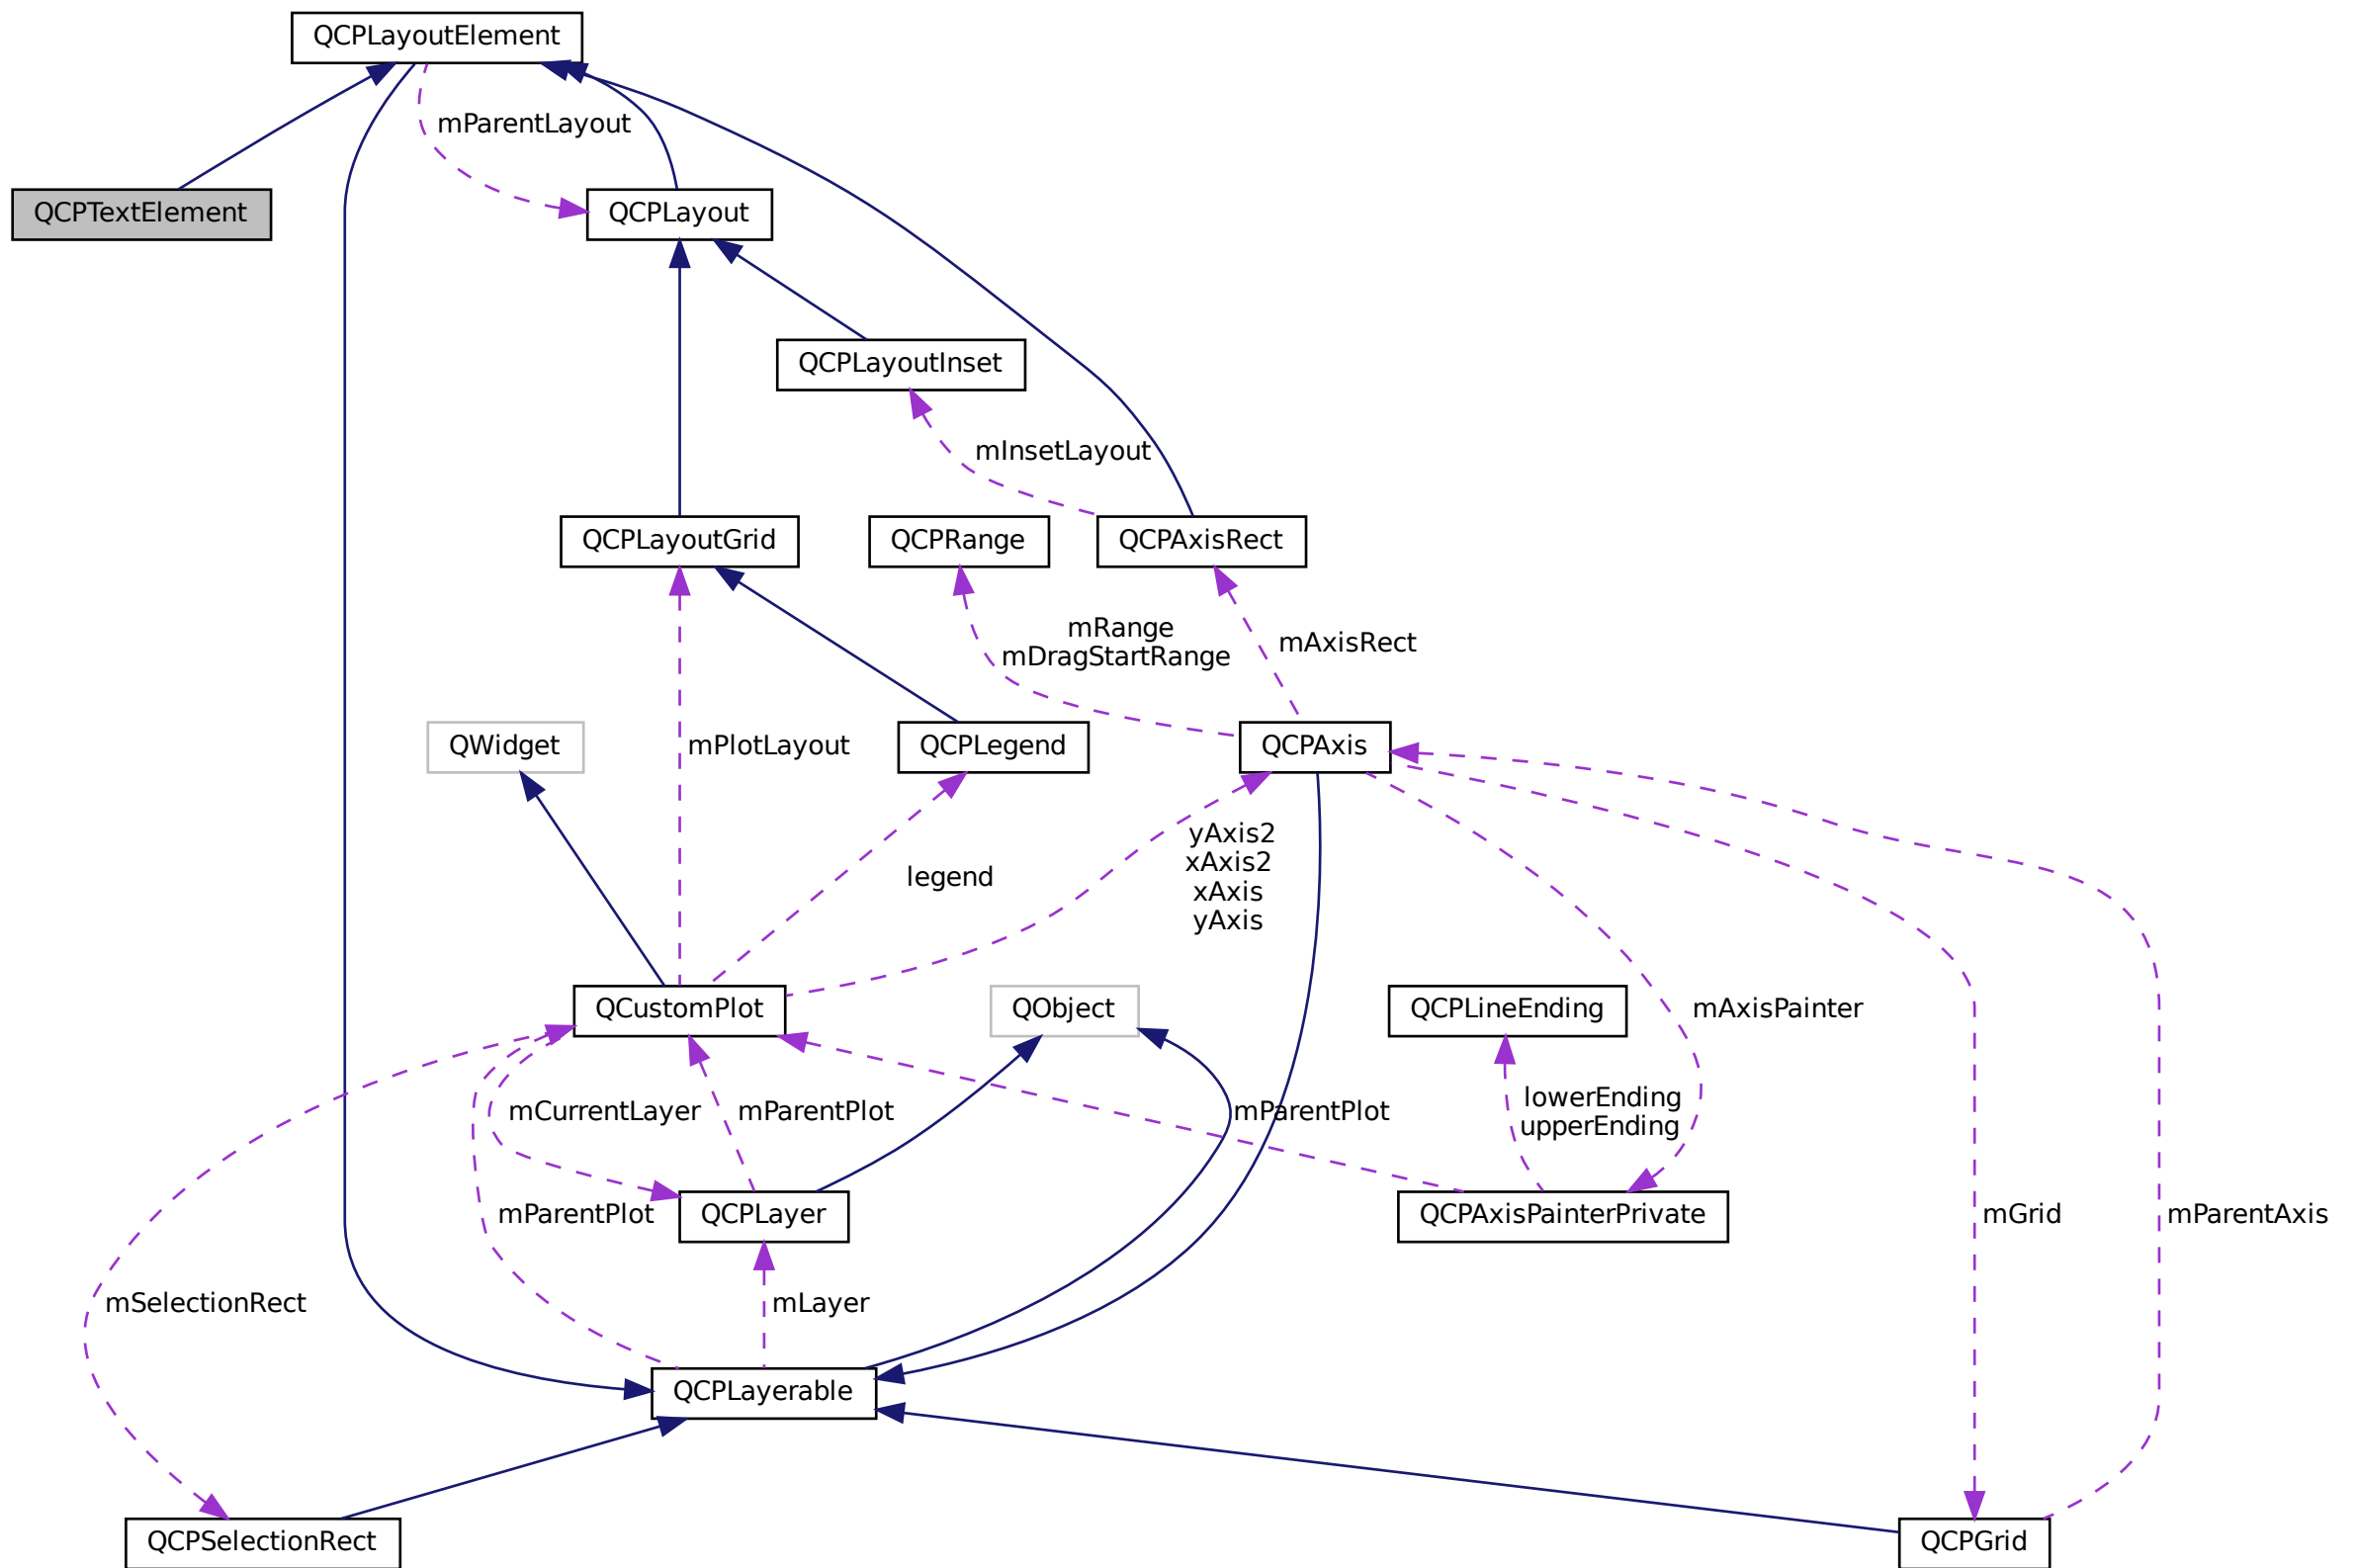 QCPLayoutElement
mParentLayout
QCPTextElement
QCPLayout
QCPLayoutInset
mInsetLayout
QCPLayoutGrid
QCPRange
QCPAxisRect
mRange
mDragStartRange
mAxisRect
QWidget
mPlotLayout
QCPLegend
QCPAxis
legend
yAxis2
xAxis2
xAxis
yAxis
QCustomPlot
QObject
QCPLineEnding
mAxisPainter
mCurrentLayer
mParentPlot
mParentPlot
lowerEnding
upperEnding
mParentPlot
QCPLayer
QCPAxisPainterPrivate
mGrid
mParentAxis
mSelectionRect
mLayer
QCPLayerable
QCPSelectionRect
QCPGrid